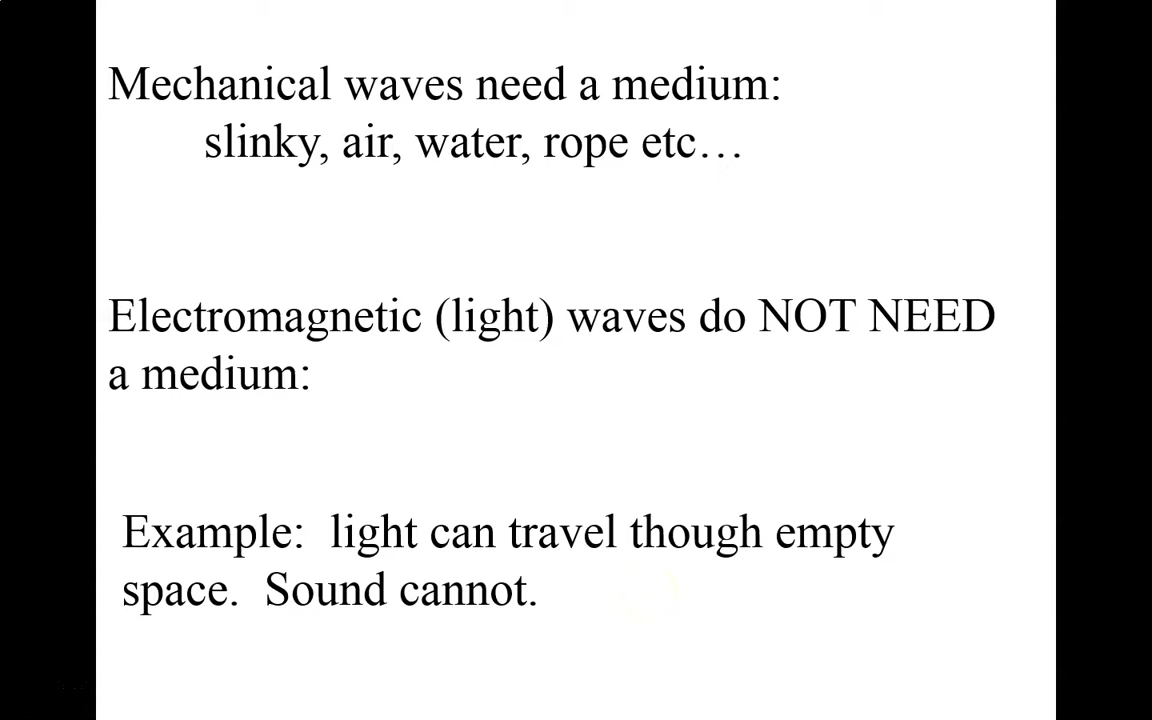 Mechanical waves need a medium:
slinky, air, water, rope etc…
Electromagnetic (light) waves do NOT NEED
a medium:
Example: light can travel though empty
space. Sound cannot.